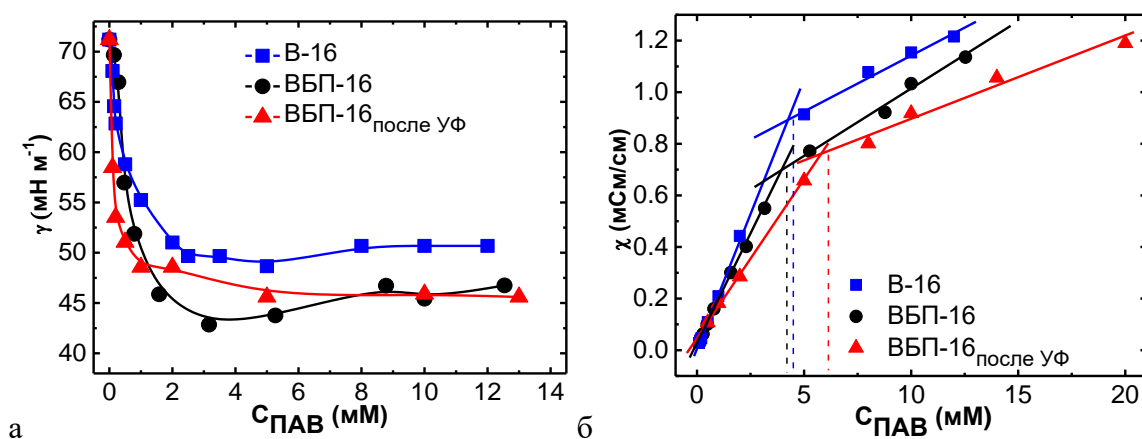 γ (мН м⁻¹)
70
65
60
55
50
45
40
В-16
ВБП-16
ВБП-16после УФ
0 2 4 6 8 10 12 14
СПАВ (мМ)
а
χ (мСм/см)
1.2
1.0
0.8
0.6
0.4
0.2
0.0
В-16
ВБП-16
ВБП-16после УФ
0 5 10 15 20
СПАВ (мМ)
б